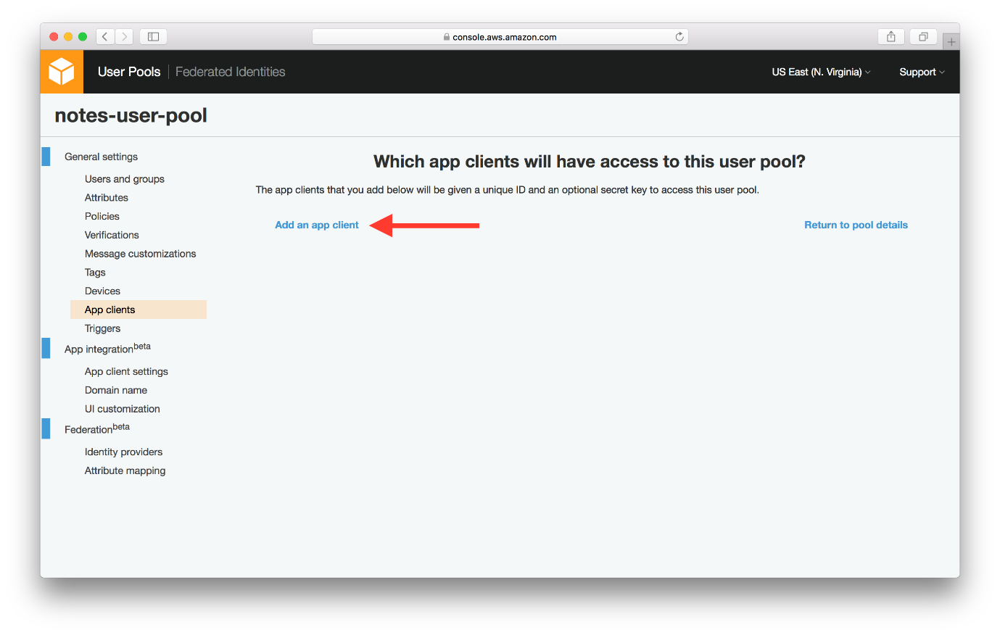 console.aws.amazon.com
User Pools Federated Identities US East (N. Virginia) Support
notes-user-pool
General settings
Users and groups
Attributes
Policies
Verifications
Message customizations
Tags
Devices
App clients
Triggers
App integration beta
App client settings
Domain name
UI customization
Federation beta
Identity providers
Attribute mapping
Which app clients will have access to this user pool?
The app clients that you add below will be given a unique ID and an optional secret key to access this user pool.
Add an app client Return to pool details